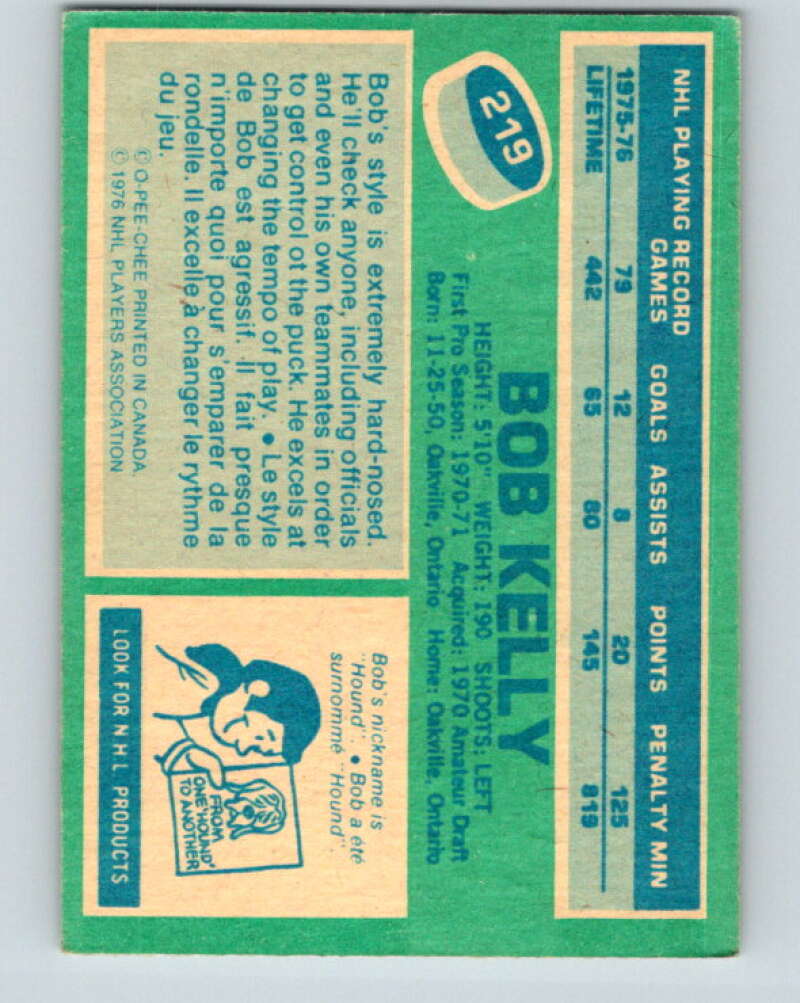 NHL PLAYING RECORD
GAMES GOALS ASSISTS POINTS PENALTY MIN
1975-76 79 12 8 20 125
LIFETIME 442 65 80 145 819
219
BOB KELLY
HEIGHT: 5'10" WEIGHT: 190 SHOOTS: LEFT
First Pro Season: 1970-71 Acquired: 1970 Amateur Draft
Born: 11-25-50, Oakville, Ontario Home: Oakville, Ontario
Bob's style is extremely hard-nosed.
He'll check anyone, including officials
and even his own teammates in order
to get control ot the puck. He excels at
changing the tempo of play. • Le style
de Bob est agressif. Il fait presque
n'importe quoi pour s'emparer de la
rondelle. Il excelle à changer le rythme
du jeu.
© O-PEE-CHEE PRINTED IN CANADA.
© 1976 NHL PLAYERS ASSOCIATION
Bob's nickname is
"Hound". • Bob a été
surnommé "Hound".
FROM
ONE 'HOUND'
TO ANOTHER
LOOK FOR NHL PRODUCTS